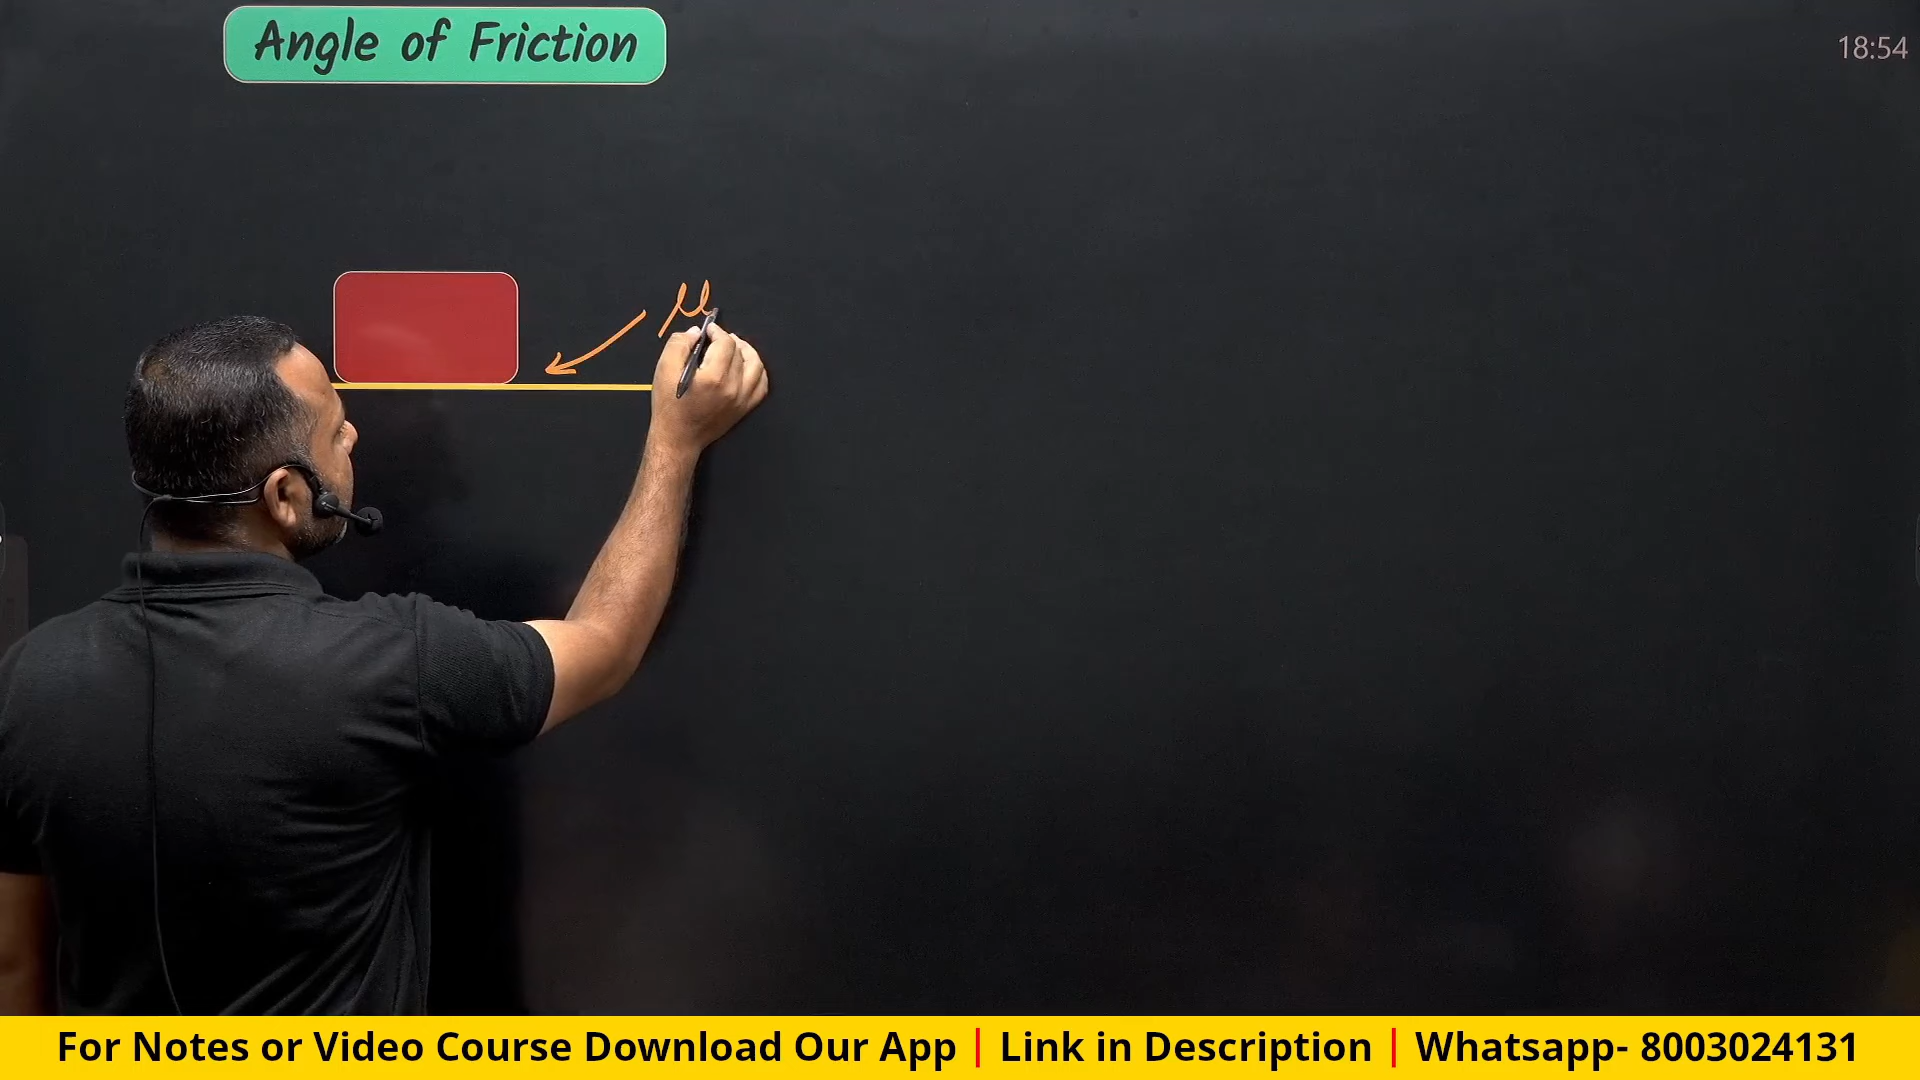 Angle of Friction
18:54
μ
For Notes or Video Course Download Our App | Link in Description | Whatsapp- 8003024131